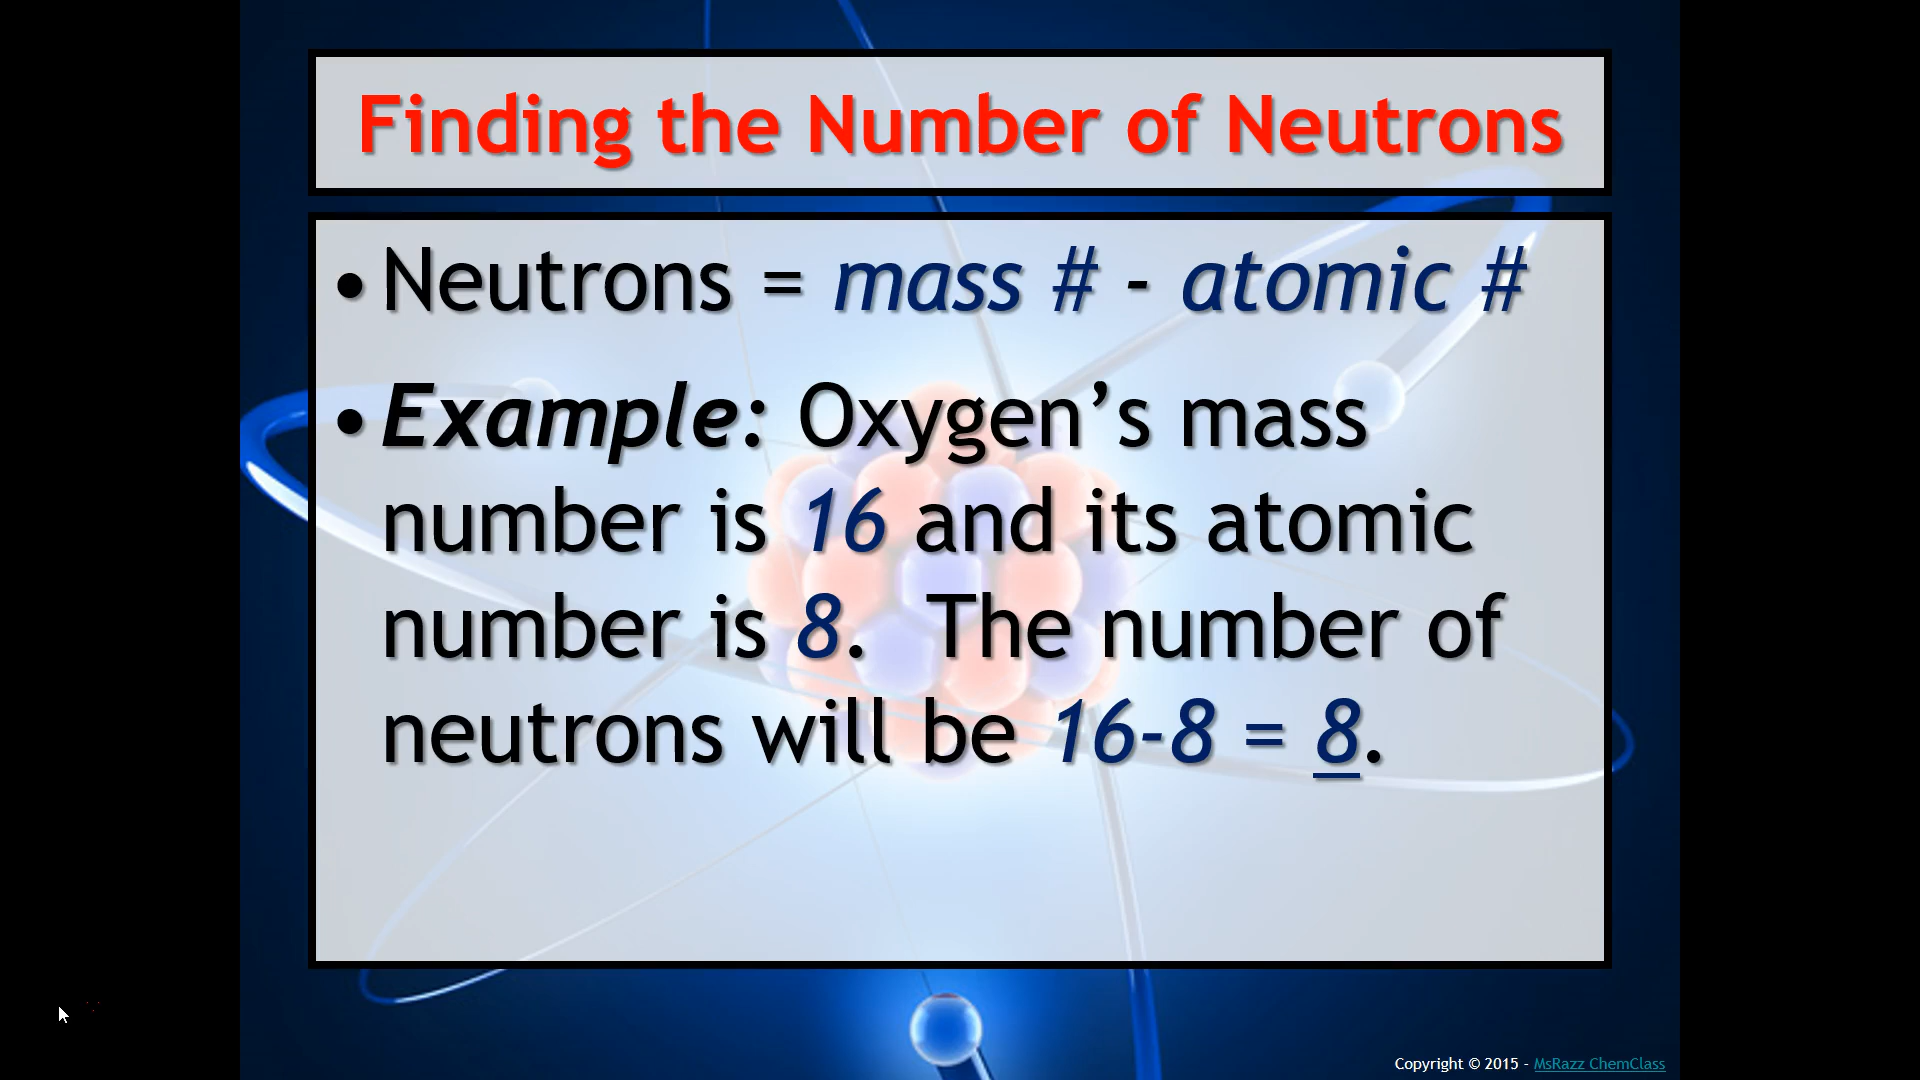 Finding the Number of Neutrons
•Neutrons = mass # - atomic #
•Example: Oxygen’s mass
number is 16 and its atomic
number is 8.  The number of
neutrons will be 16-8 = 8.
Copyright © 2015 - MsRazz ChemClass